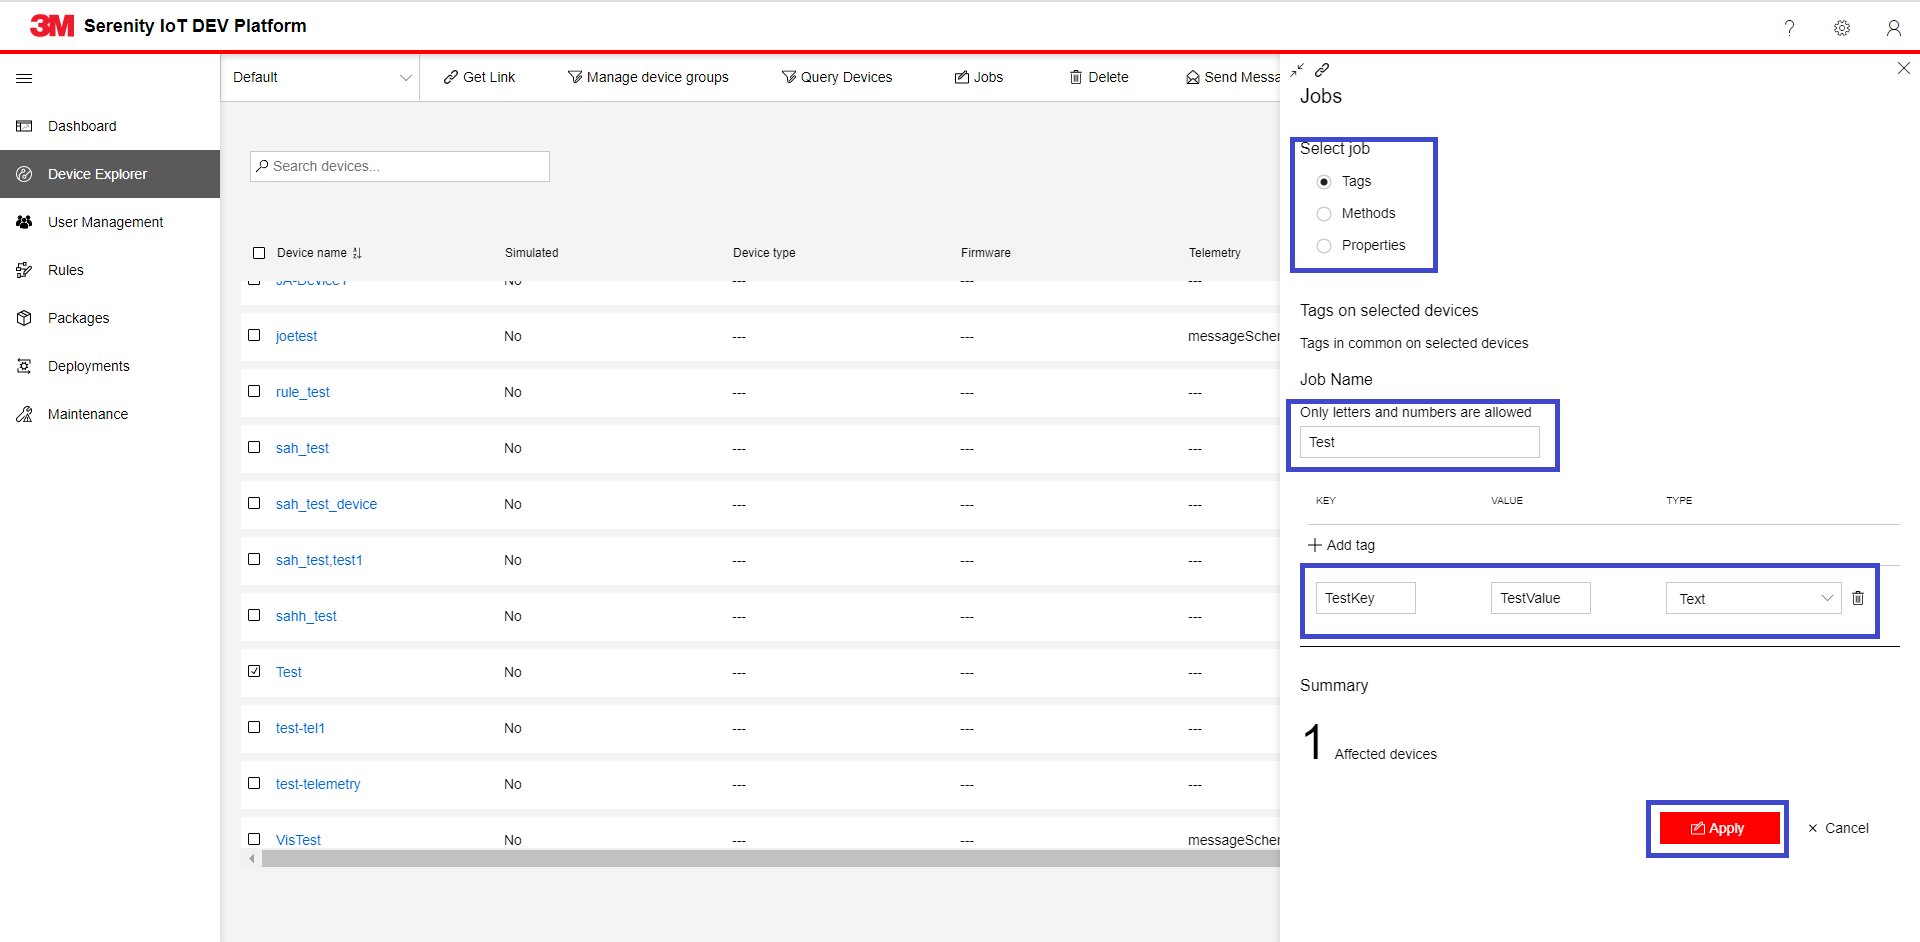 3M Serenity IoT DEV Platform
Default
Get Link
Manage device groups
Query Devices
Jobs
Delete
Send Messa
Dashboard
Device Explorer
User Management
Rules
Packages
Deployments
Maintenance
Search devices...
Device name Simulated Device type Firmware Telemetry
JA-Device1 No --- --- ---
joetest No --- --- messageScher
rule_test No --- --- ---
sah_test No --- --- ---
sah_test_device No --- --- ---
sah_test,test1 No --- --- ---
sahh_test No --- --- ---
Test No --- --- ---
test-tel1 No --- --- ---
test-telemetry No --- --- ---
VisTest No --- --- messageScher
Jobs
Select job
Tags
Methods
Properties
Tags on selected devices
Tags in common on selected devices
Job Name
Only letters and numbers are allowed
Test
KEY VALUE TYPE
Add tag
TestKey TestValue Text
Summary
1 Affected devices
Apply Cancel